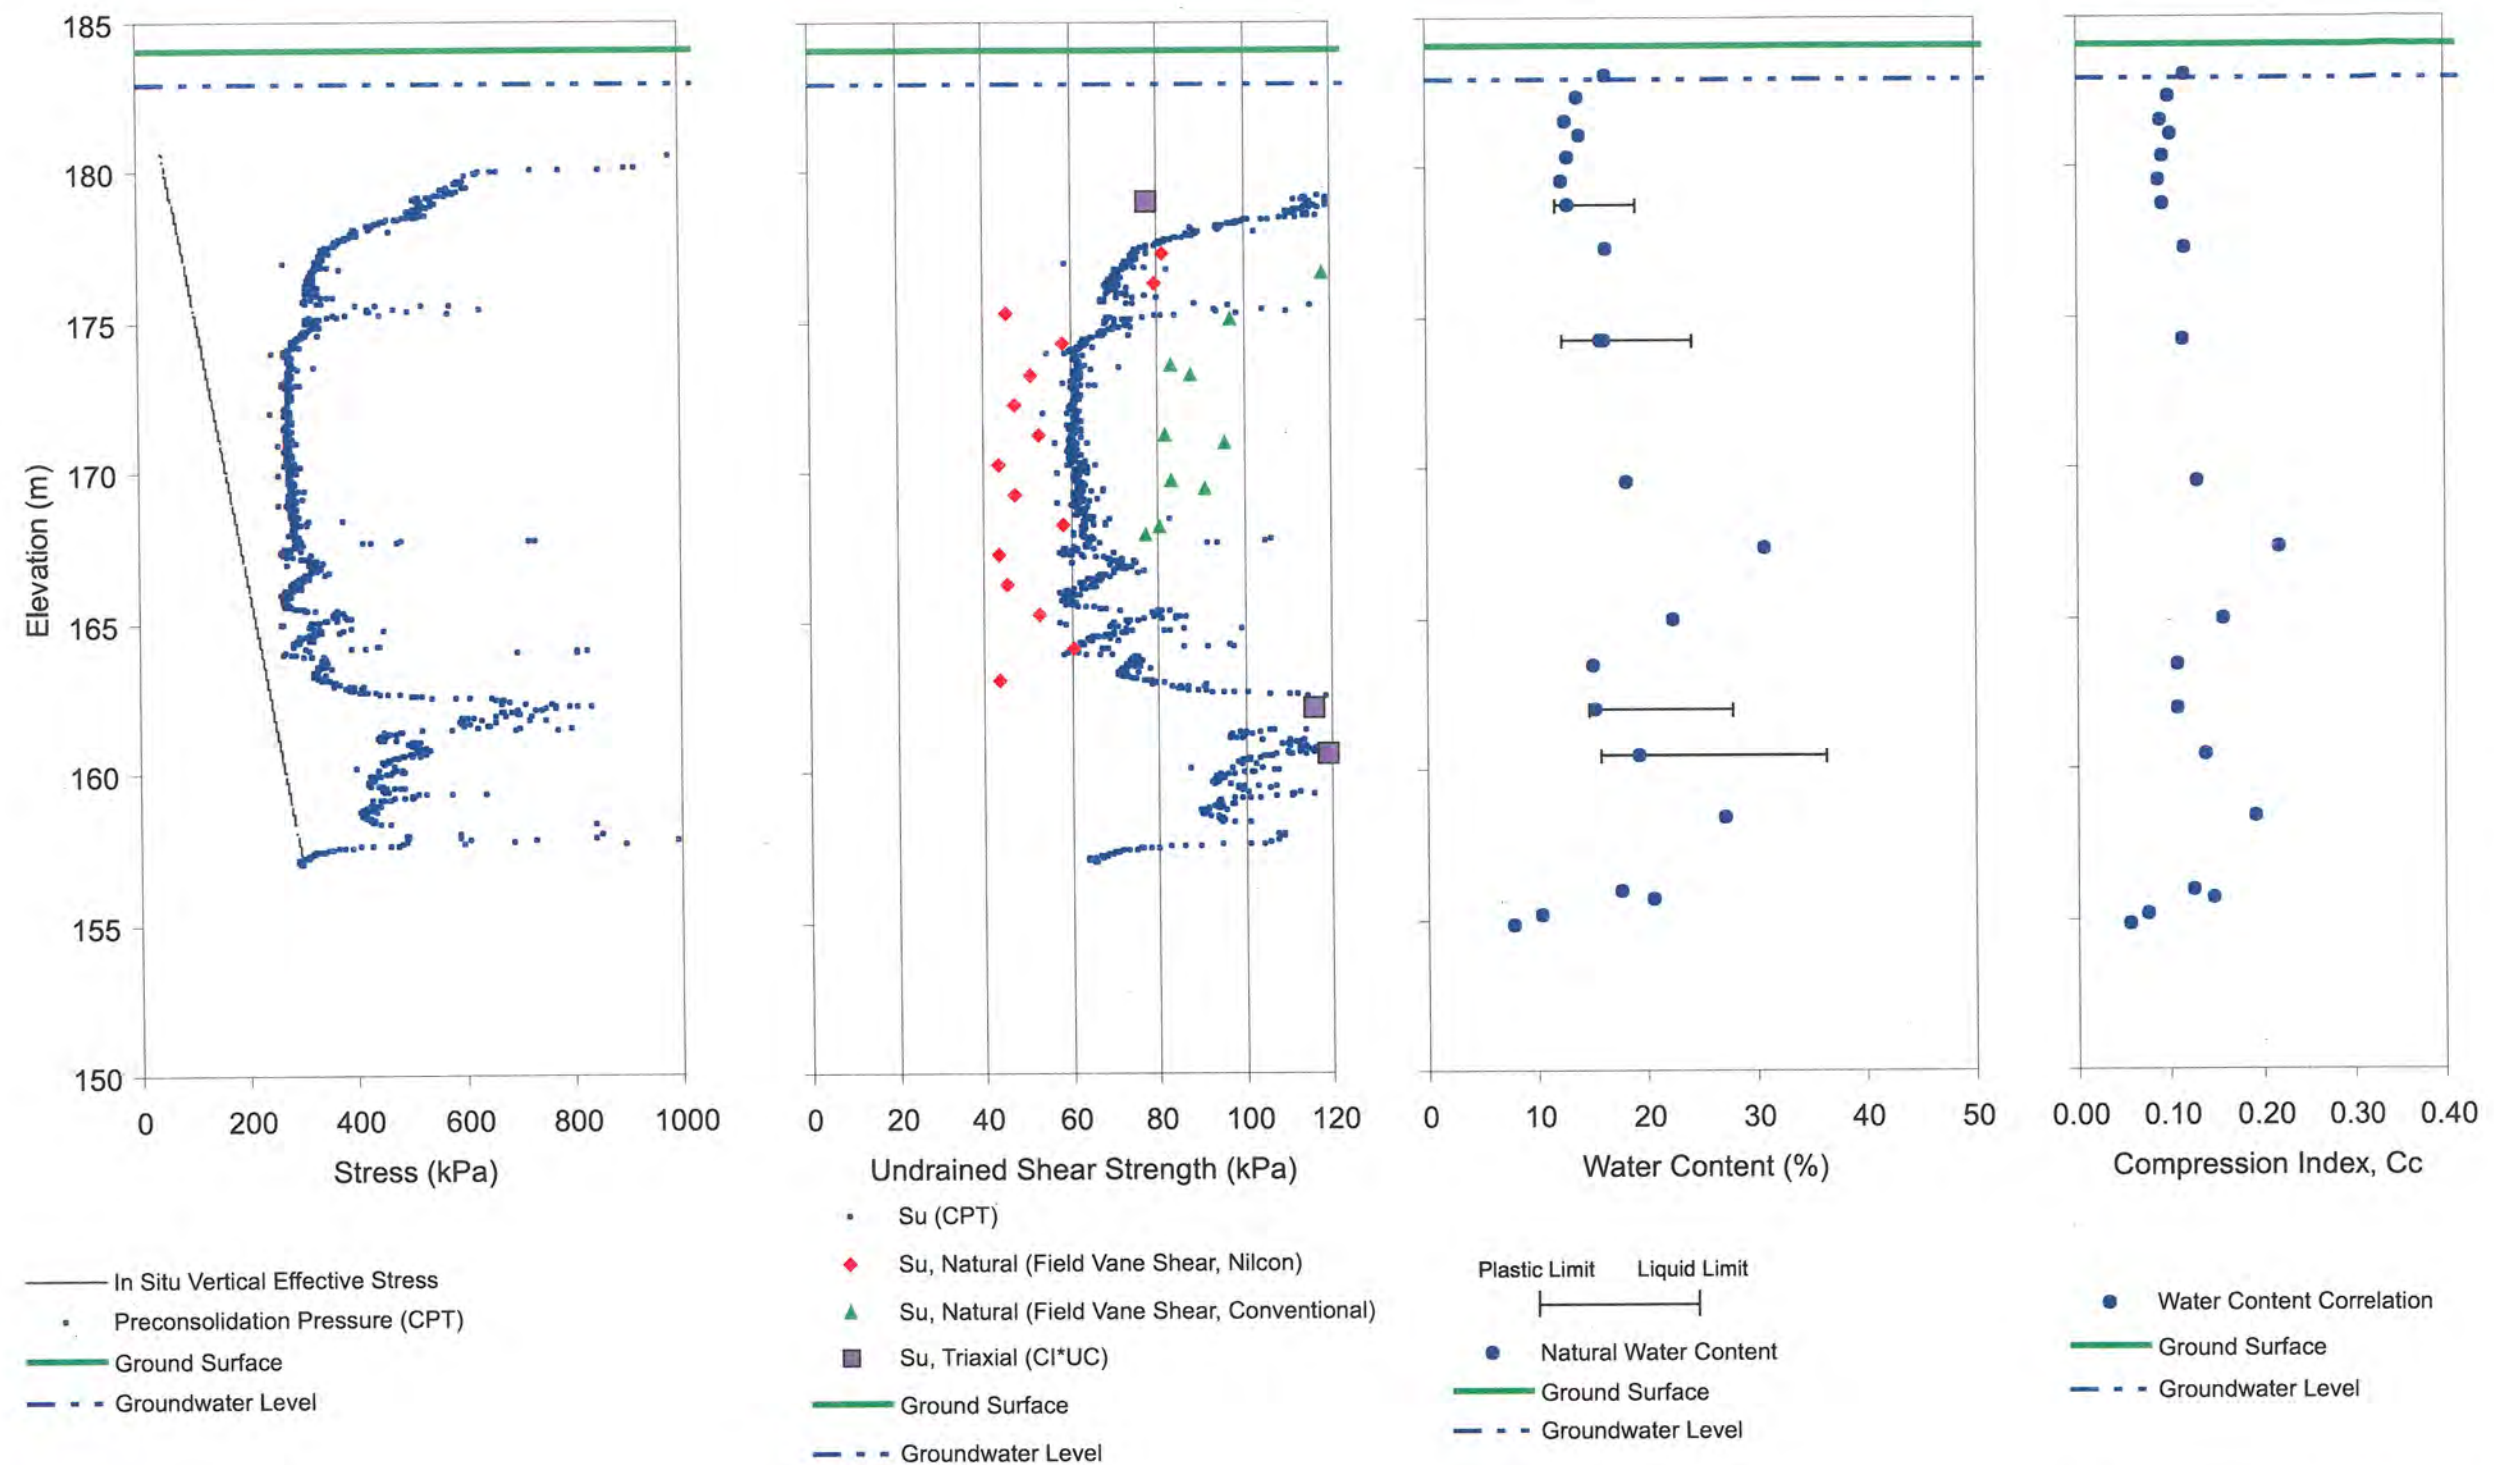 185
180
175
170
165
160
155
150
Elevation (m)
0 200 400 600 800 1000
Stress (kPa)
In Situ Vertical Effective Stress
Preconsolidation Pressure (CPT)
Ground Surface
Groundwater Level
0 20 40 60 80 100 120
Undrained Shear Strength (kPa)
Su (CPT)
Su, Natural (Field Vane Shear, Nilcon)
Su, Natural (Field Vane Shear, Conventional)
Su, Triaxial (CI*UC)
Ground Surface
Groundwater Level
0 10 20 30 40 50
Water Content (%)
Plastic Limit Liquid Limit
Natural Water Content
Ground Surface
Groundwater Level
0.00 0.10 0.20 0.30 0.40
Compression Index, Cc
Water Content Correlation
Ground Surface
Groundwater Level